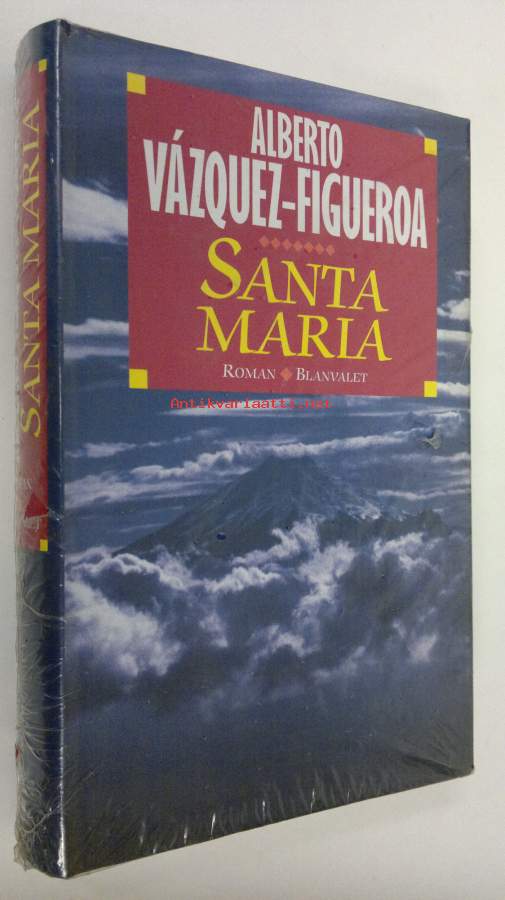 ALBERTO
VÁZQUEZ-FIGUEROA
SANTA
MARIA
ROMAN ◆ BLANVALET
Antikvariaatti.net
SANTA MARIA